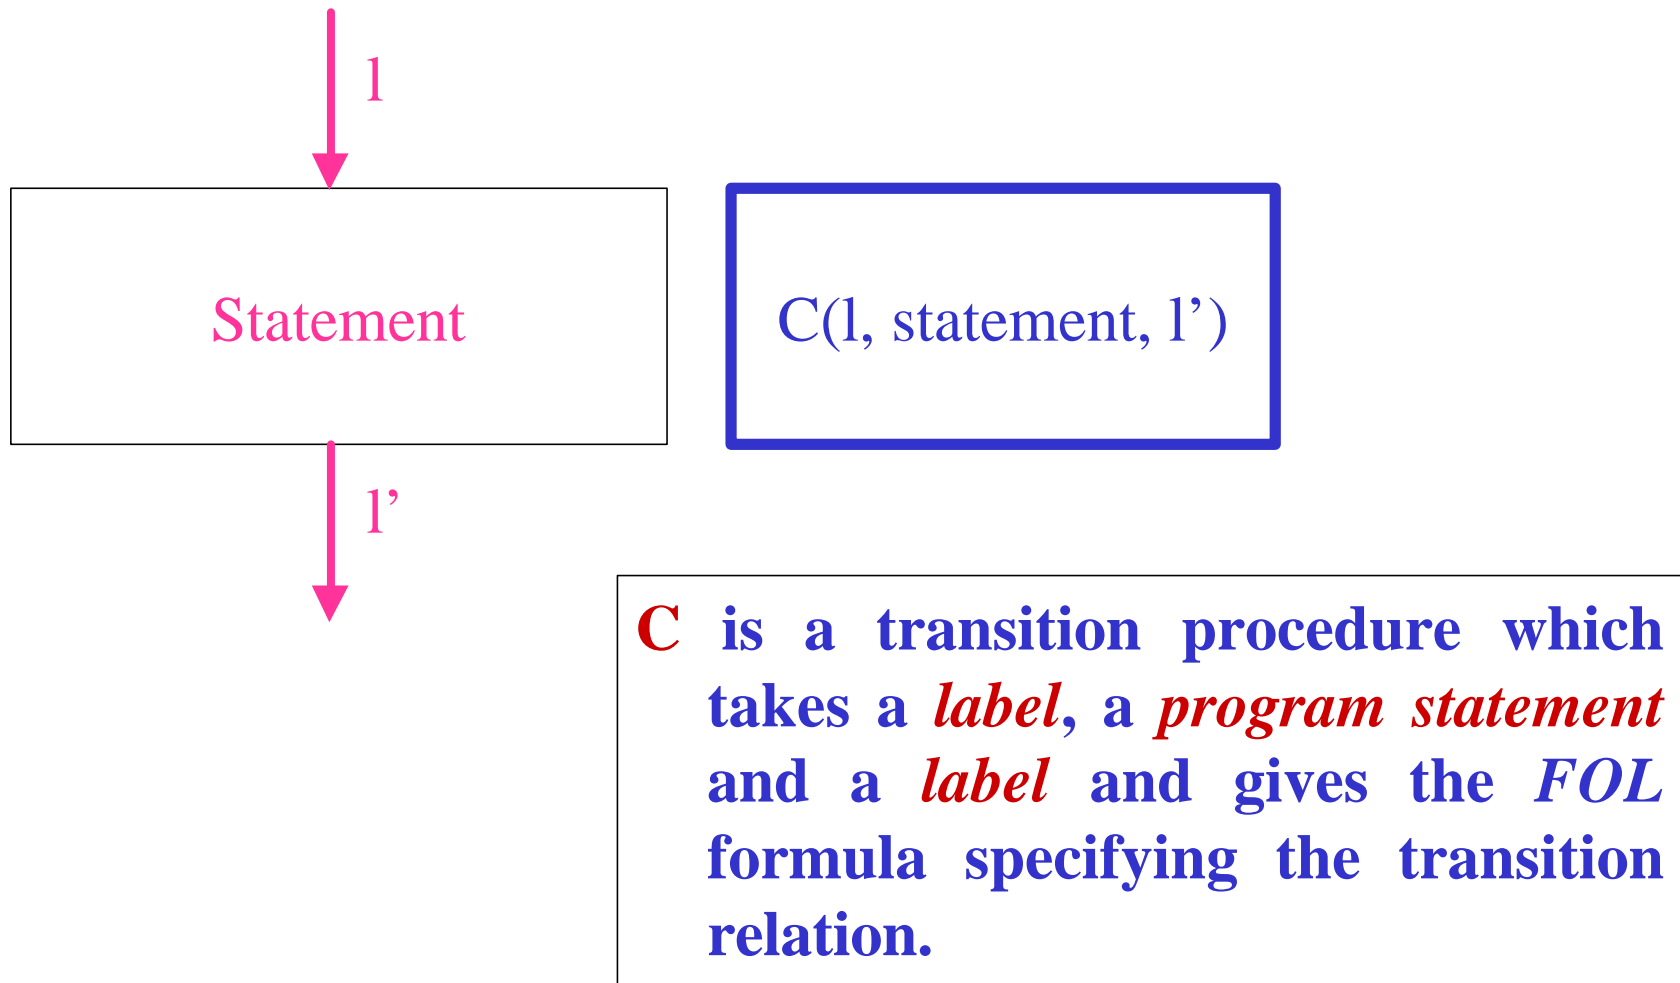 l
Statement
C(l, statement, l’)
l’
C is a transition procedure which
takes a label, a program statement
and a label and gives the FOL
formula specifying the transition
relation.